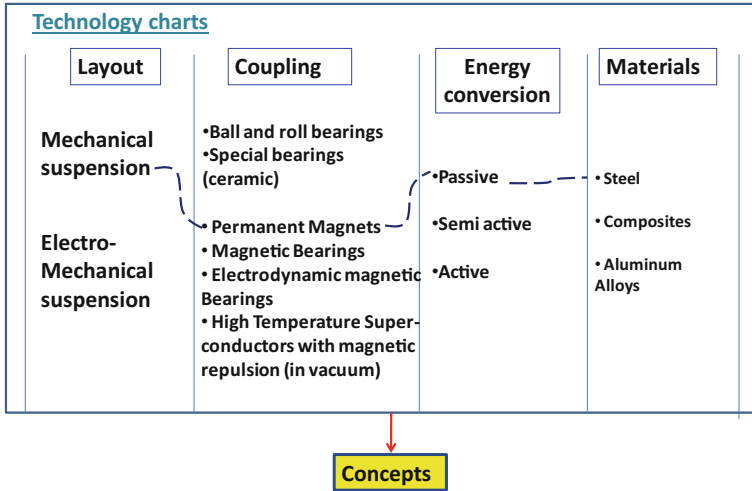 Technology charts
Layout
Mechanical
suspension
Electro-
Mechanical
suspension
Coupling
•Ball and roll bearings
•Special bearings
(ceramic)
• Permanent Magnets
• Magnetic Bearings
• Electrodynamic magnetic
Bearings
• High Temperature Super-
conductors with magnetic
repulsion (in vacuum)
Energy
conversion
•Passive
•Semi active
•Active
Materials
• Steel
• Composites
• Aluminum
Alloys
Concepts